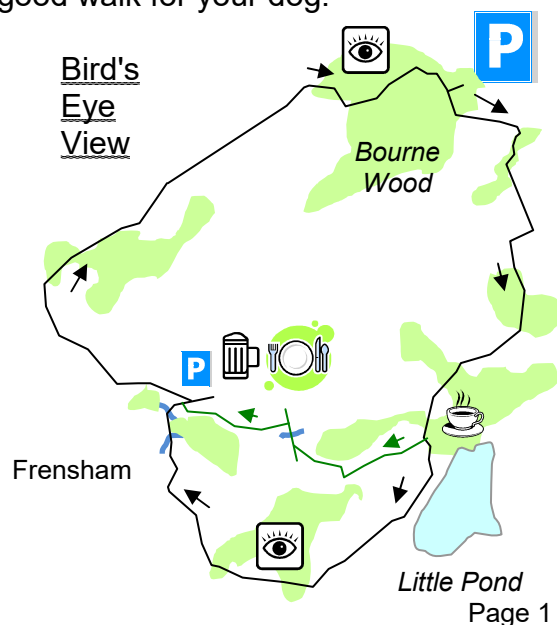 good walk for your dog.
Bird's
Eye
View
P
Bourne
Wood
P
Frensham
Little Pond
Page 1